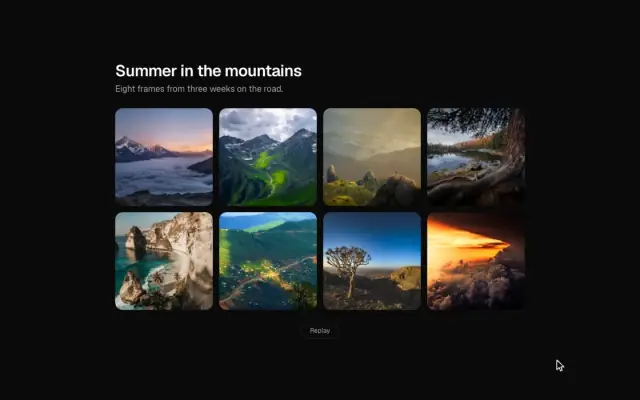 Summer in the mountains
Eight frames from three weeks on the road.
Replay